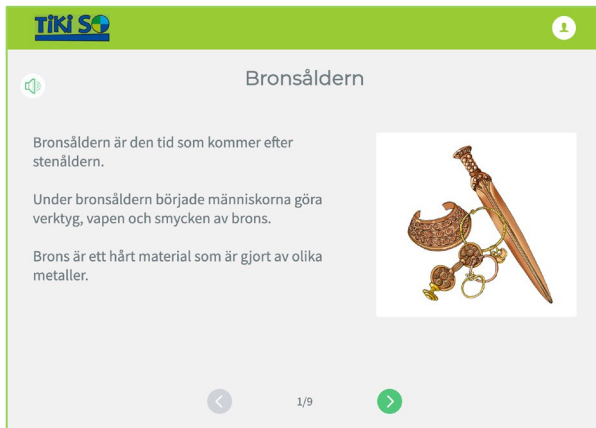 TiKi SO
Bronsåldern
Bronsåldern är den tid som kommer efter
stenåldern.
Under bronsåldern började människorna göra
verktyg, vapen och smycken av brons.
Brons är ett hårt material som är gjort av olika
metaller.
1/9